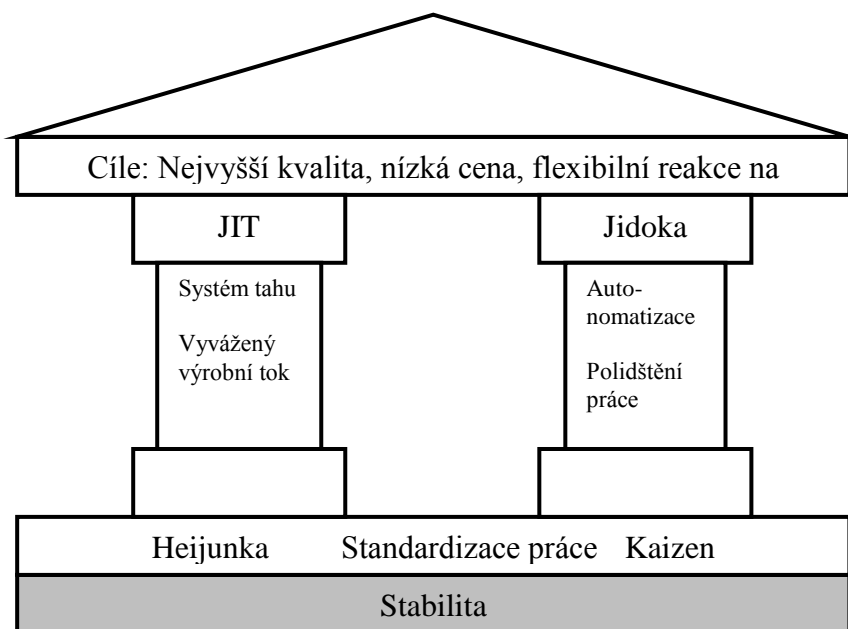 Cíle: Nejvyšší kvalita, nízká cena, flexibilní reakce na
JIT
Jidoka
Systém tahu
Vyvážený
výrobní tok
Auto-
nomatizace
Polidštění
práce
Heijunka Standardizace práce Kaizen
Stabilita